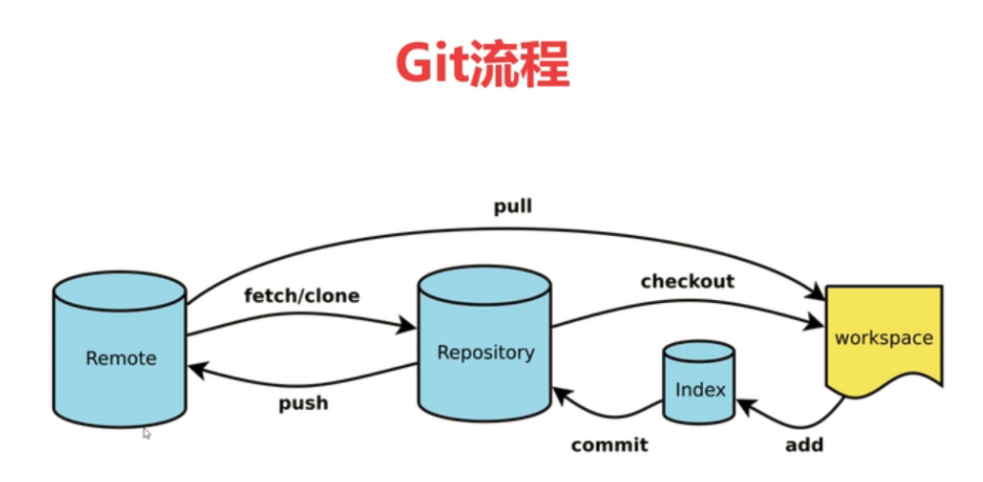 Git流程
pull
fetch/clone
checkout
Remote
Repository
workspace
Index
push
commit
add